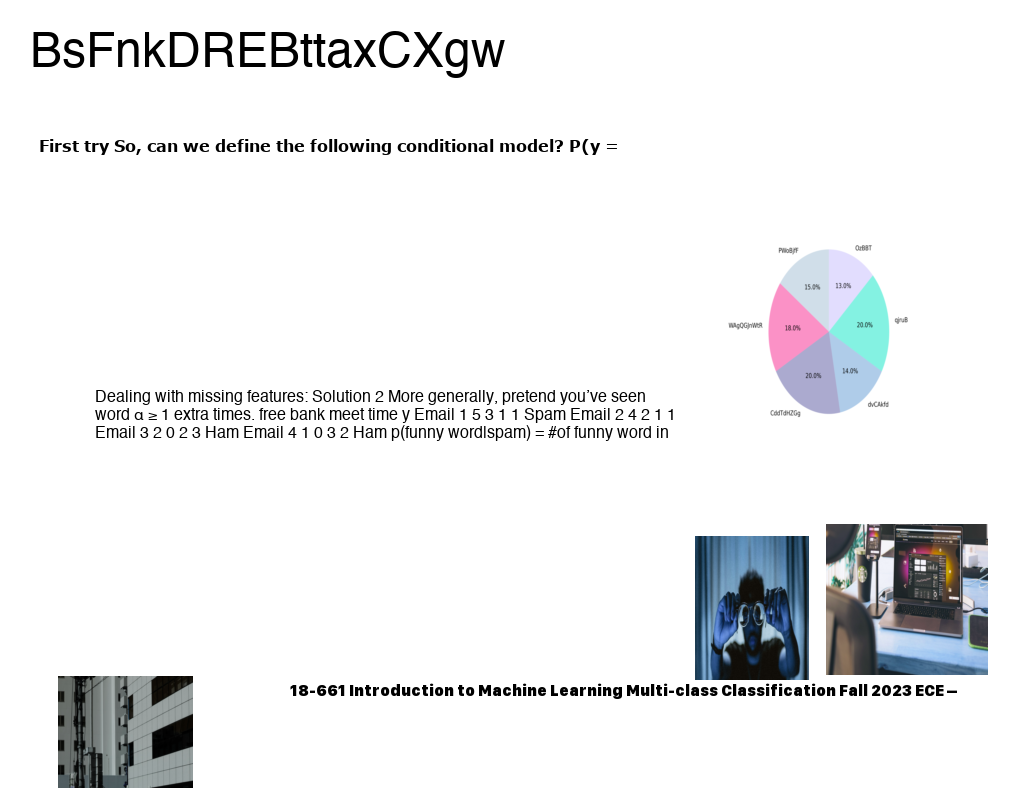 BsFnkDREBttaxCXgw
First try So, can we define the following conditional model? P(y =
PWoBjfF
OzBBT
15.0%
13.0%
WAgQGJnWtR
18.0%
20.0%
qjruB
20.0%
14.0%
CddTdHZGg
dvCAkfd
Dealing with missing features: Solution 2 More generally, pretend you've seen
word α ≥ 1 extra times. free bank meet time y Email 1 5 3 1 1 Spam Email 2 4 2 1 1
Email 3 2 0 2 3 Ham Email 4 1 0 3 2 Ham p(funny word|spam) = #of funny word in
18-661 Introduction to Machine Learning Multi-class Classification Fall 2023 ECE –